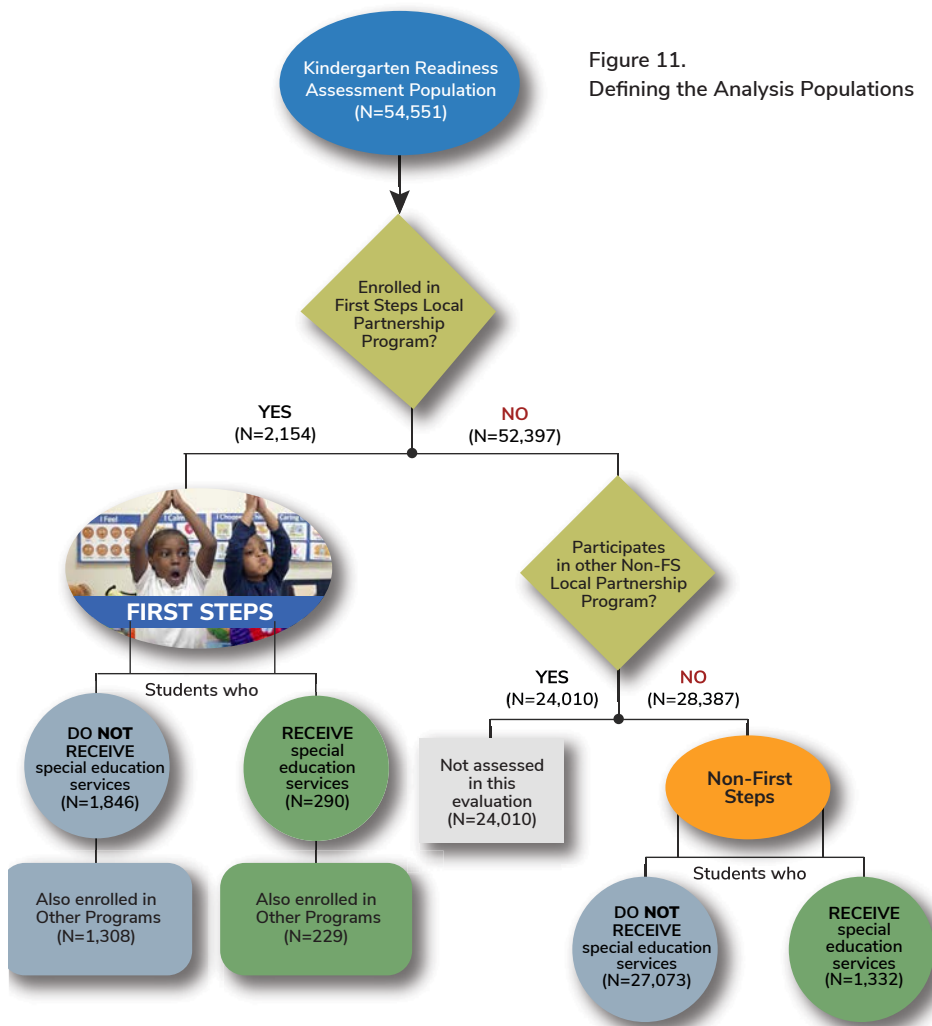 Kindergarten Readiness
Assessment Population
(N=54,551)
Figure 11.
Defining the Analysis Populations
Enrolled in
First Steps Local
Partnership
Program?
YES
(N=2,154)
NO
(N=52,397)
I Feel
I Calm
I Choose
Caring
FIRST STEPS
Participates
in other Non-FS
Local Partnership
Program?
Students who
YES
(N=24,010)
NO
(N=28,387)
DO NOT
RECEIVE
special education
services
(N=1,846)
RECEIVE
special
education
services
(N=290)
Not assessed
in this
evaluation
(N=24,010)
Non-First
Steps
Also enrolled in
Other Programs
(N=1,308)
Also enrolled in
Other Programs
(N=229)
Students who
DO NOT
RECEIVE
special education
services
(N=27,073)
RECEIVE
special
education
services
(N=1,332)